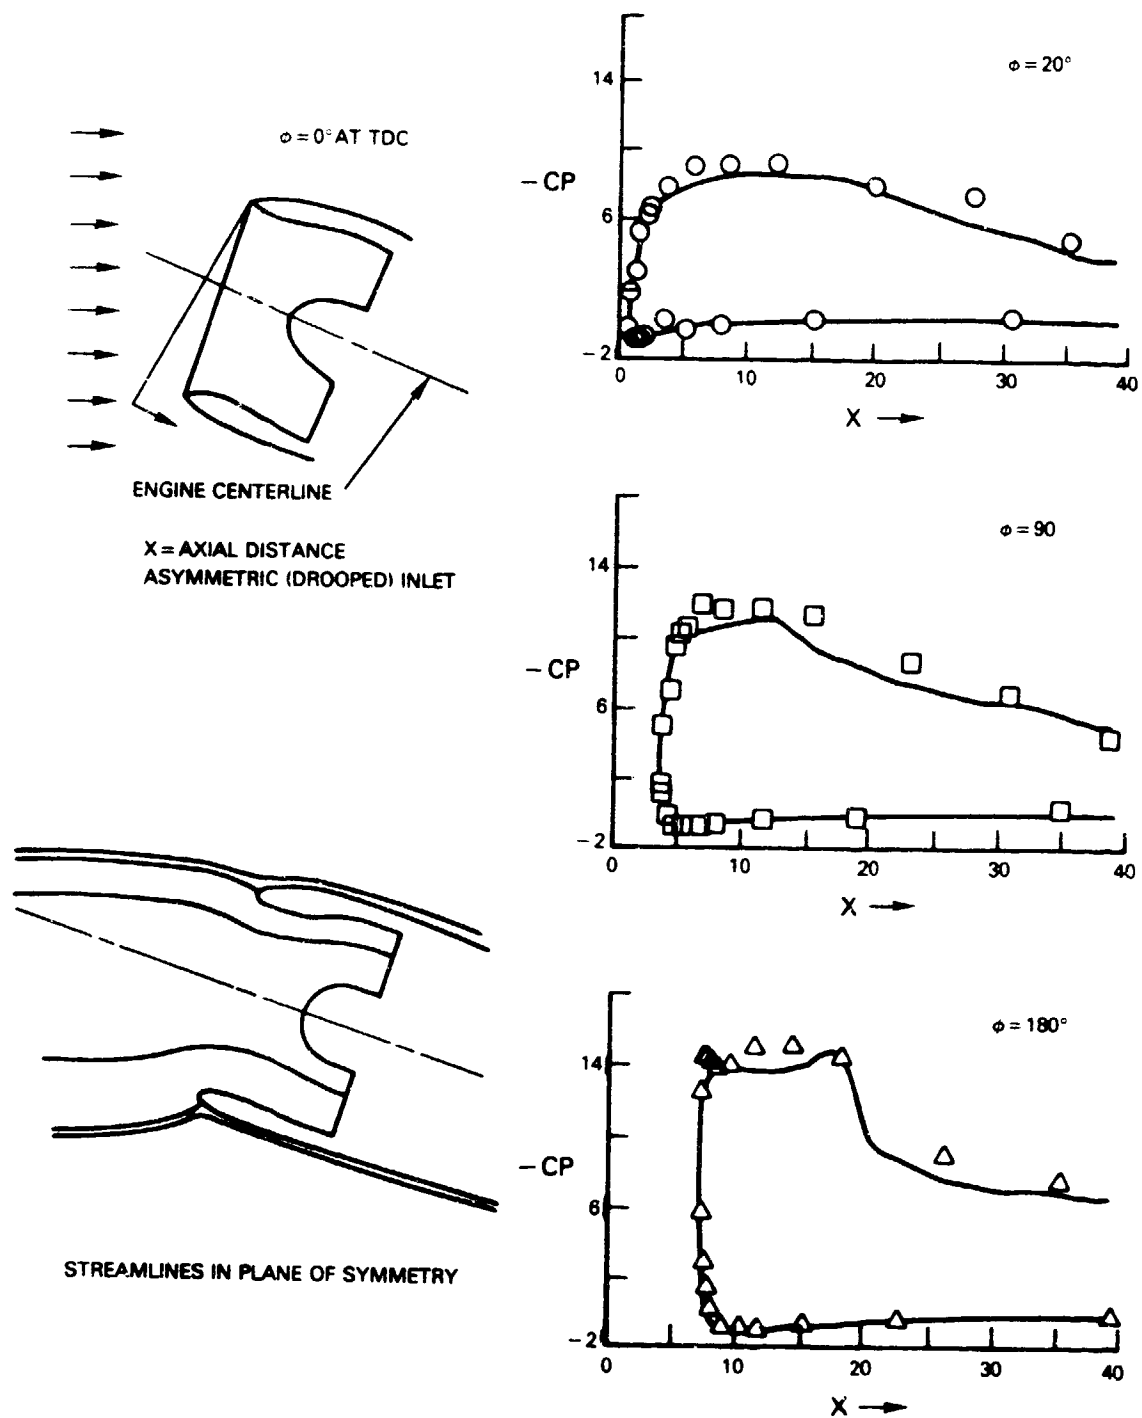 φ = 0° AT TDC
ENGINE CENTERLINE
X = AXIAL DISTANCE
ASYMMETRIC (DROOPED) INLET
STREAMLINES IN PLANE OF SYMMETRY
φ = 20°
14
– CP
6
– 2
0 10 20 30 40
X
φ = 90
14
– CP
6
– 2
0 10 20 30 40
X
φ = 180°
14
– CP
6
– 2
0 10 20 30 40
X